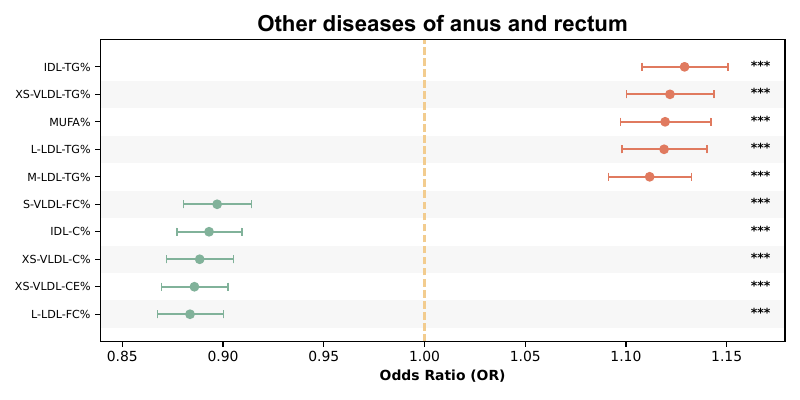 Other diseases of anus and rectum
IDL-TG% ***
XS-VLDL-TG% ***
MUFA% ***
L-LDL-TG% ***
M-LDL-TG% ***
S-VLDL-FC% ***
IDL-C% ***
XS-VLDL-C% ***
XS-VLDL-CE% ***
L-LDL-FC% ***
0.85 0.90 0.95 1.00 1.05 1.10 1.15
Odds Ratio (OR)